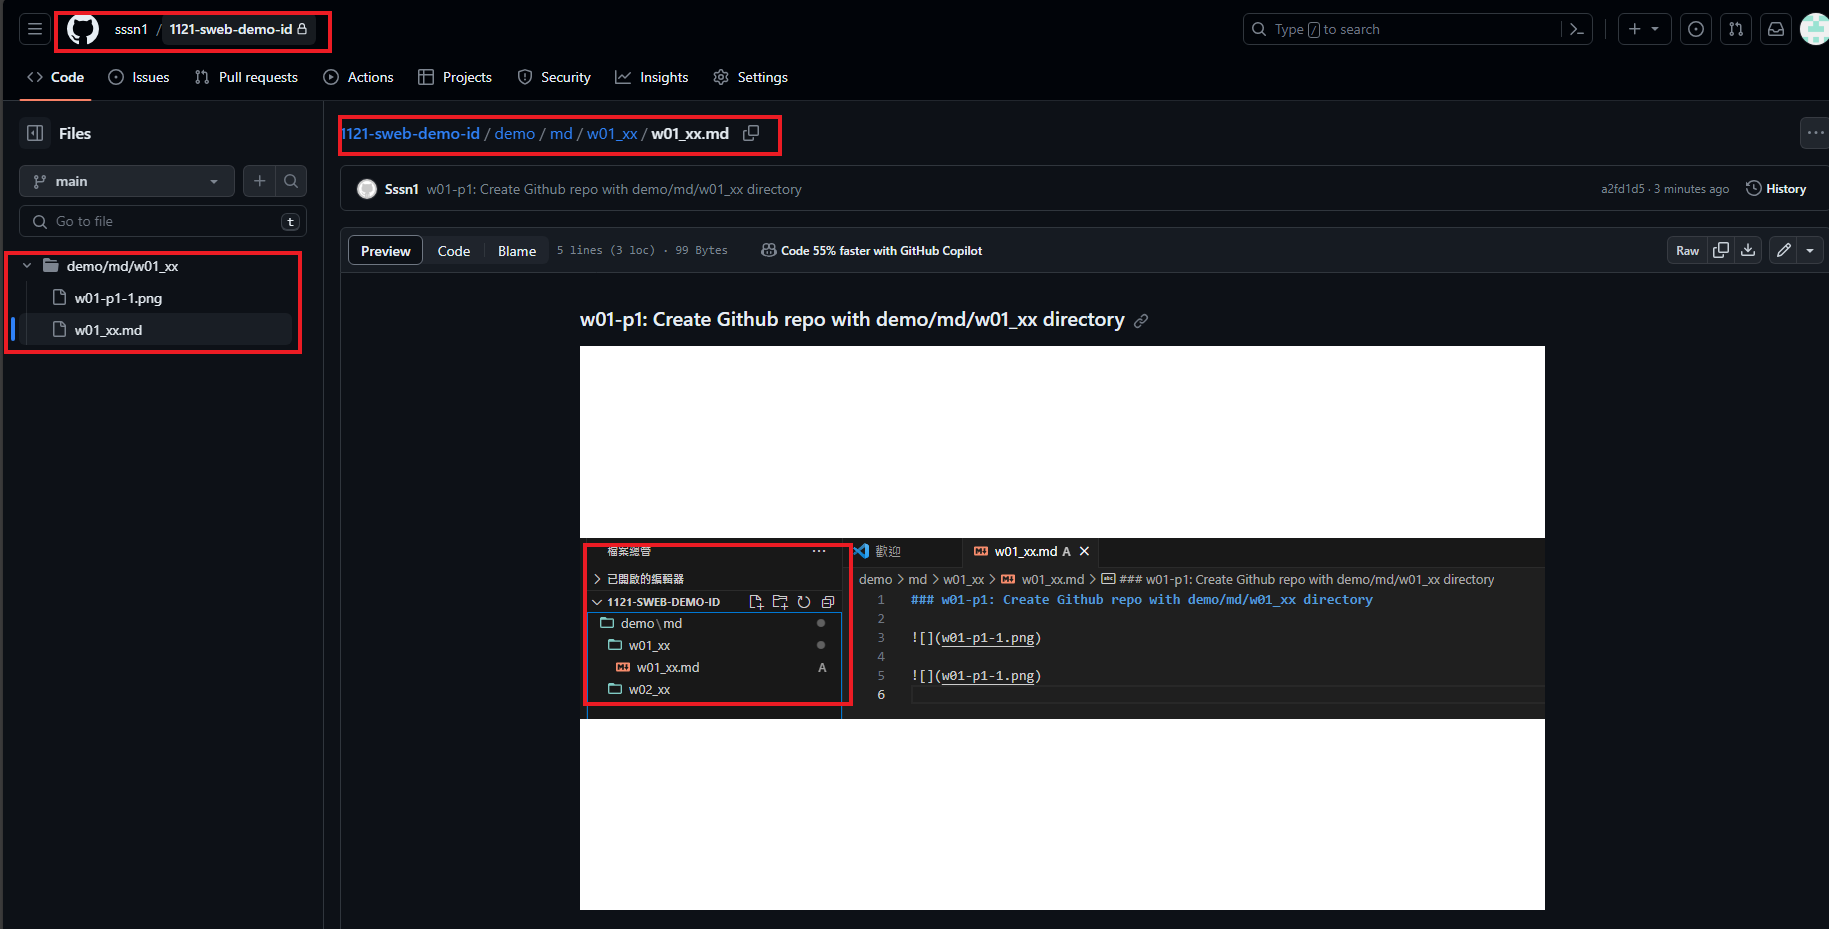 sssn1 / 1121-sweb-demo-id
Type / to search
Code Issues Pull requests Actions Projects Security Insights Settings
Files
main
Go to file t
demo/md/w01_xx
w01-p1-1.png
w01_xx.md
1121-sweb-demo-id / demo / md / w01_xx / w01_xx.md
Sssn1 w01-p1: Create Github repo with demo/md/w01_xx directory a2fd1d5 · 3 minutes ago History
Preview Code Blame 5 lines (3 loc) · 99 Bytes Code 55% faster with GitHub Copilot Raw
w01-p1: Create Github repo with demo/md/w01_xx directory
檔案總管 ···
已開啟的編輯器
1121-SWEB-DEMO-ID
demo\md
w01_xx
w01_xx.md A
w02_xx
歡迎 w01_xx.md A
demo > md > w01_xx > w01_xx.md > ### w01-p1: Create Github repo with demo/md/w01_xx directory
1 ### w01-p1: Create Github repo with demo/md/w01_xx directory
2
3 ![](w01-p1-1.png)
4
5 ![](w01-p1-1.png)
6